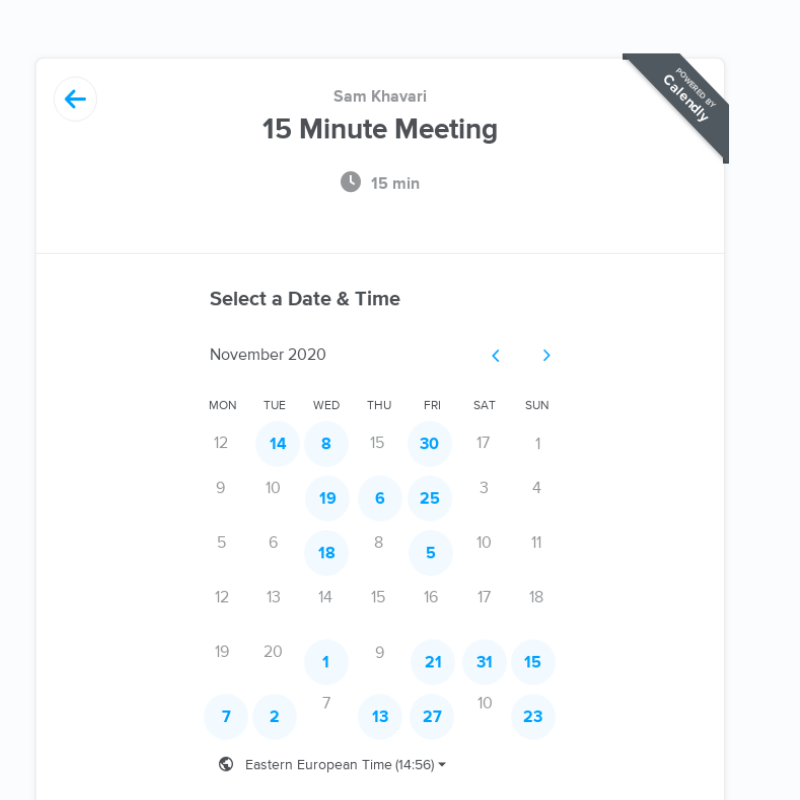 POWERED BY
Calendly
Sam Khavari
15 Minute Meeting
15 min
Select a Date & Time
November 2020
MON TUE WED THU FRI SAT SUN
12 14 8 15 30 17 1
9 10 19 6 25 3 4
5 6 18 8 5 10 11
12 13 14 15 16 17 18
19 20 1 9 21 31 15
7 2 7 13 27 10 23
Eastern European Time (14:56)